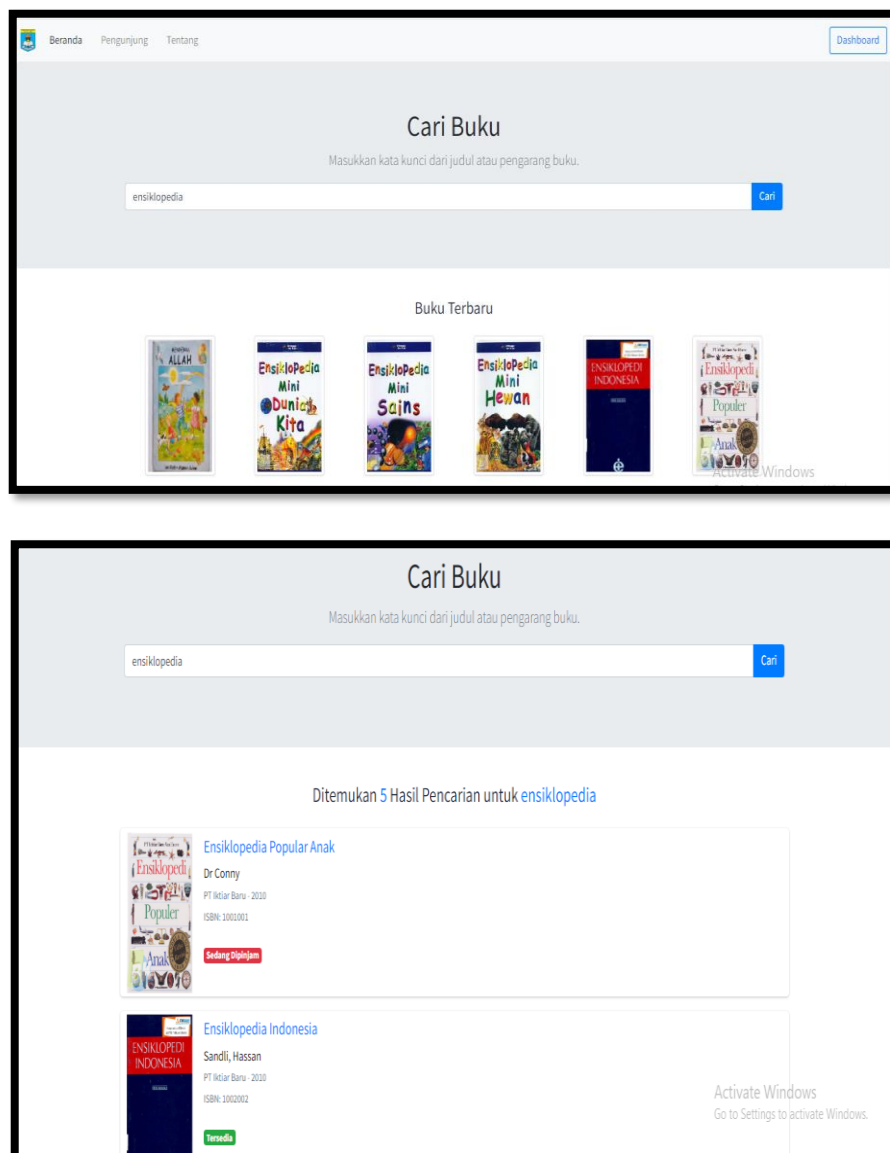 Beranda Pengunjung Tentang Dashboard
Cari Buku
Masukkan kata kunci dari judul atau pengarang buku.
ensiklopedia Cari
Buku Terbaru
ALLAH
EnsikloPedia Mini Dunia Kita
EnsikloPedia Mini Sains
EnsikloPedia Mini Hewan
ENSIKLOPEDI INDONESIA
Ensiklopedi Populer Anak
Activate Windows
Cari Buku
Masukkan kata kunci dari judul atau pengarang buku.
ensiklopedia Cari
Ditemukan 5 Hasil Pencarian untuk ensiklopedia
Ensiklopedi
Populer
Anak
Ensiklopedia Popular Anak
Dr Conny
PT Iktiar Baru - 2010
ISBN: 1001001
Sedang Dipinjam
ENSIKLOPEDI
INDONESIA
Ensiklopedia Indonesia
Sandli, Hassan
PT Iktiar Baru - 2010
ISBN: 1002002
Tersedia
Activate Windows
Go to Settings to activate Windows.